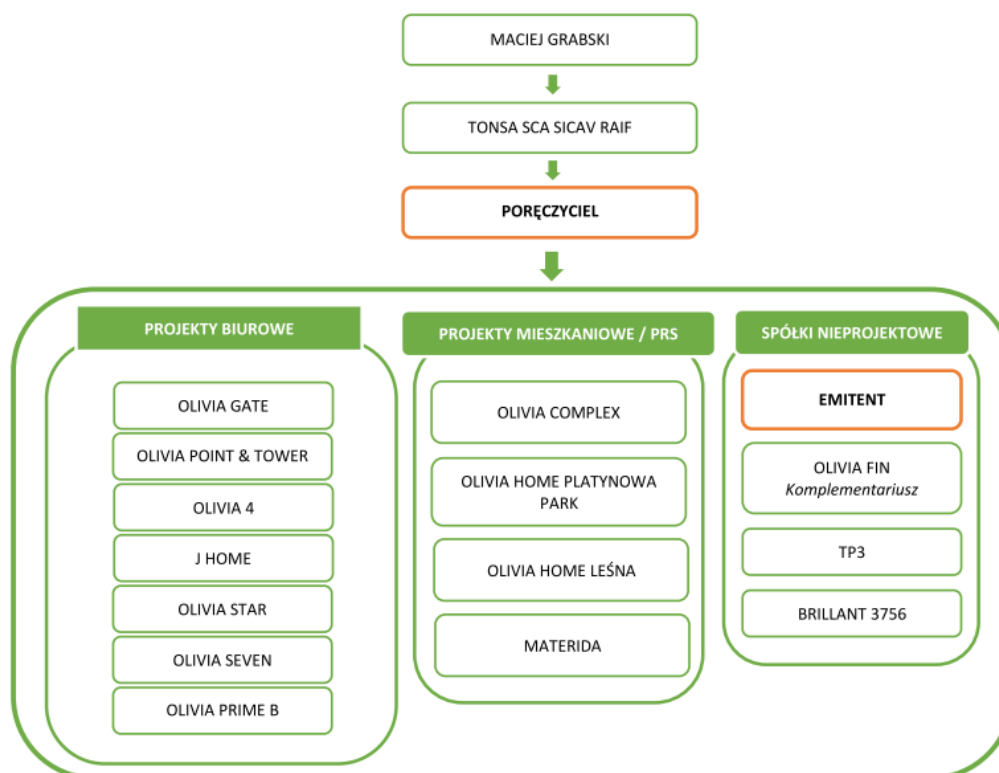 MACIEJ GRABSKI
TONSA SCA SICAV RAIF
PORĘCZYCIEL
PROJEKTY BIUROWE
OLIVIA GATE
OLIVIA POINT & TOWER
OLIVIA 4
J HOME
OLIVIA STAR
OLIVIA SEVEN
OLIVIA PRIME B
PROJEKTY MIESZKANIOWE / PRS
OLIVIA COMPLEX
OLIVIA HOME PLATYNOWA
PARK
OLIVIA HOME LEŚNA
MATERIDA
SPÓŁKI NIEPROJEKTOWE
EMITENT
OLIVIA FIN
Komplementariusz
TP3
BRILLANT 3756